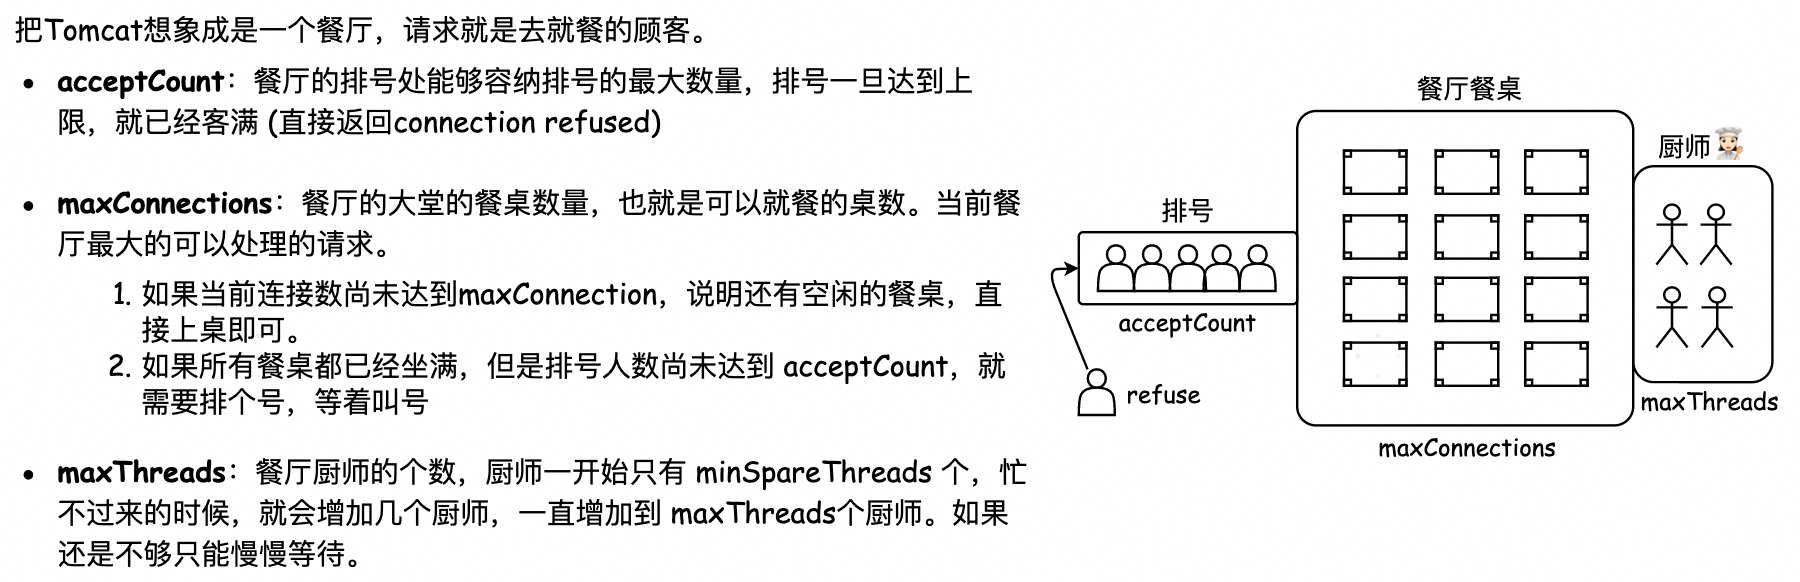 把Tomcat想象成是一个餐厅，请求就是去就餐的顾客。
• acceptCount：餐厅的排号处能够容纳排号的最大数量，排号一旦达到上
限，就已经客满 (直接返回connection refused)
• maxConnections：餐厅的大堂的餐桌数量，也就是可以就餐的桌数。当前餐
厅最大的可以处理的请求。
1. 如果当前连接数尚未达到maxConnection，说明还有空闲的餐桌，直
接上桌即可。
2. 如果所有餐桌都已经坐满，但是排号人数尚未达到 acceptCount，就
需要排个号，等着叫号
• maxThreads：餐厅厨师的个数，厨师一开始只有 minSpareThreads 个，忙
不过来的时候，就会增加几个厨师，一直增加到 maxThreads个厨师。如果
还是不够只能慢慢等待。
餐厅餐桌
厨师
排号
acceptCount
refuse
maxThreads
maxConnections